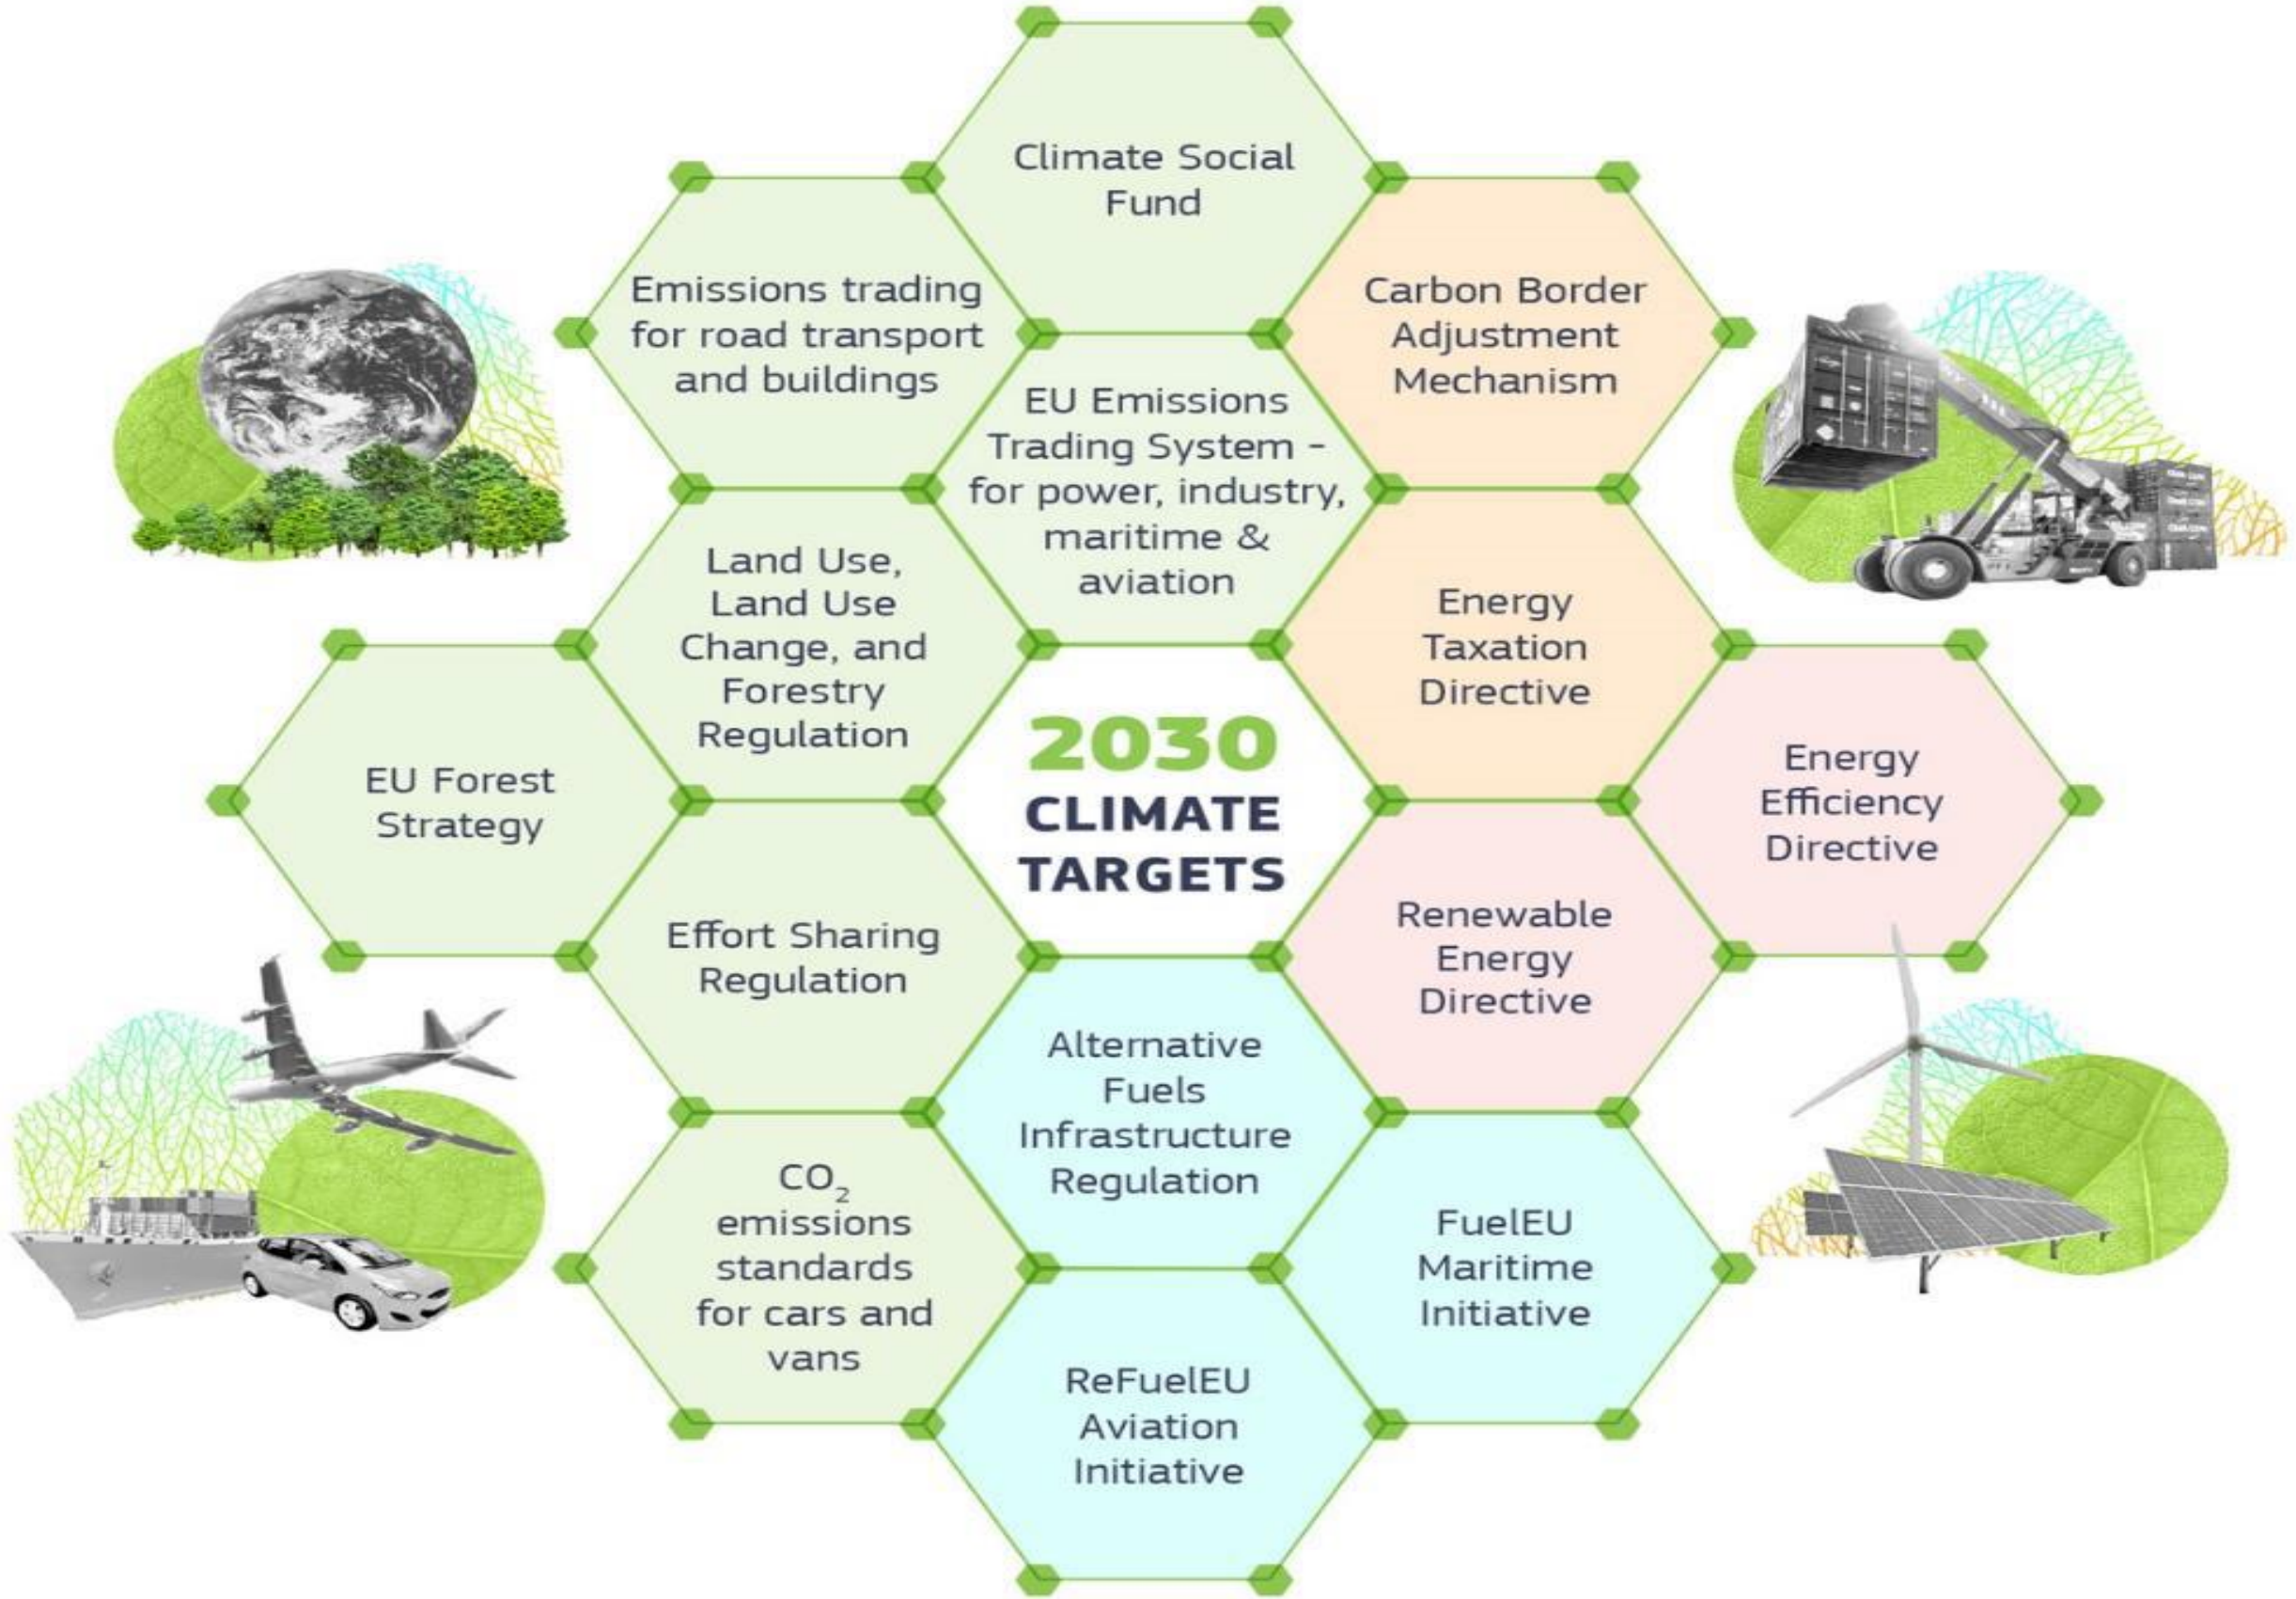 Climate Social
Fund
Emissions trading
for road transport
and buildings
Carbon Border
Adjustment
Mechanism
EU Emissions
Trading System -
for power, industry,
maritime &
aviation
Land Use,
Land Use
Change, and
Forestry
Regulation
Energy
Taxation
Directive
EU Forest
Strategy
2030
CLIMATE
TARGETS
Energy
Efficiency
Directive
Effort Sharing
Regulation
Renewable
Energy
Directive
Alternative
Fuels
Infrastructure
Regulation
CO₂
emissions
standards
for cars and
vans
FuelEU
Maritime
Initiative
ReFuelEU
Aviation
Initiative